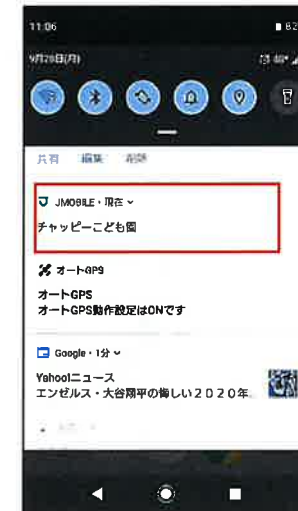 11:06
9月28日(月)
共有 編集 削除
JMOBILE・現在
チャッピーこども園
オートGPS
オートGPS
オートGPS動作設定はONです
Google・1分
Yahoo!ニュース
エンゼルス・大谷翔平の悔しい2020年